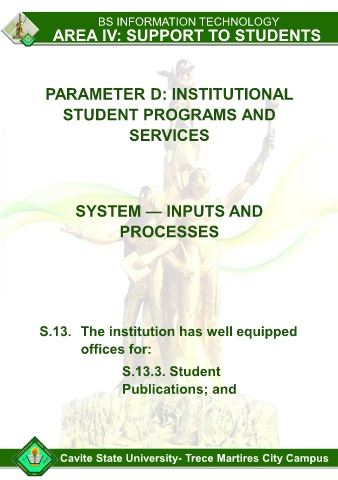 BS INFORMATION TECHNOLOGY
AREA IV: SUPPORT TO STUDENTS
PARAMETER D: INSTITUTIONAL
STUDENT PROGRAMS AND
SERVICES
SYSTEM — INPUTS AND
PROCESSES
S.13. The institution has well equipped
offices for:
S.13.3. Student
Publications; and
Cavite State University- Trece Martires City Campus